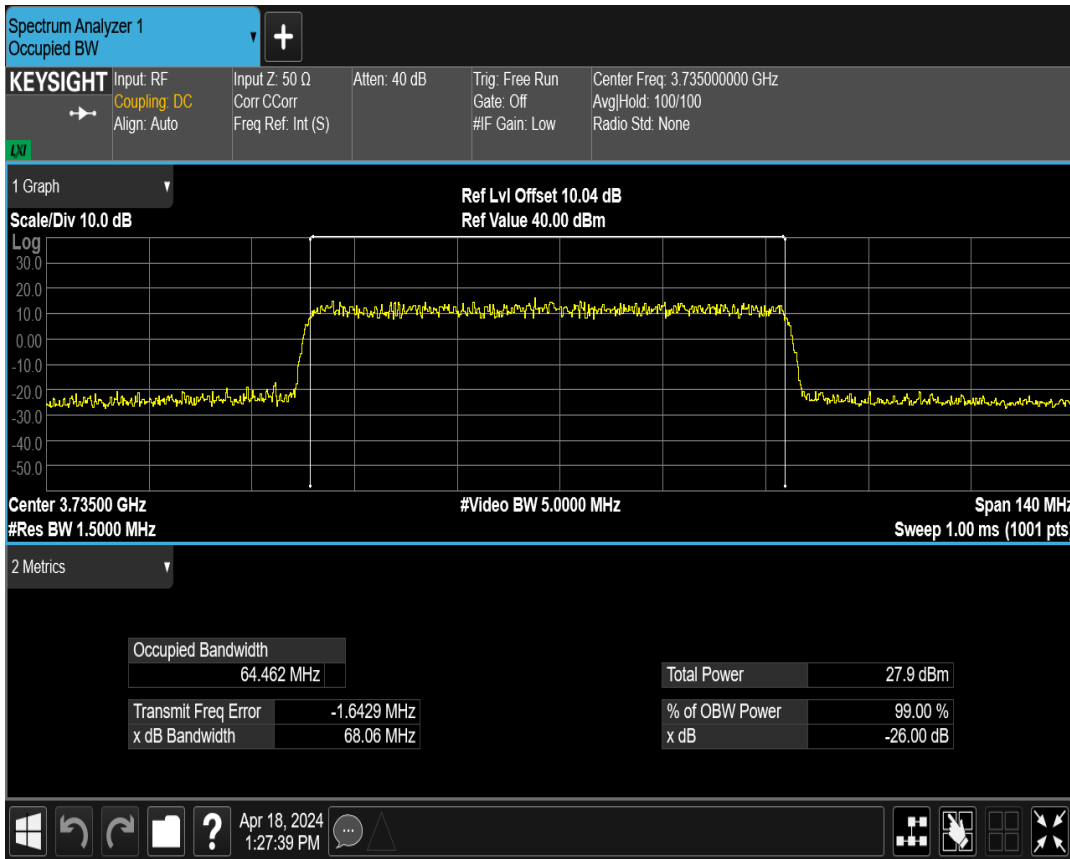 Spectrum Analyzer 1
Occupied BW
+
KEYSIGHT
LXI
Input: RF
Coupling: DC
Align: Auto
Input Z: 50 Ω
Corr CCorr
Freq Ref: Int (S)
Atten: 40 dB
Trig: Free Run
Gate: Off
#IF Gain: Low
Center Freq: 3.735000000 GHz
Avg|Hold: 100/100
Radio Std: None
1 Graph
Scale/Div 10.0 dB
Ref Lvl Offset 10.04 dB
Ref Value 40.00 dBm
Log
30.0
20.0
10.0
0.00
-10.0
-20.0
-30.0
-40.0
-50.0
Center 3.73500 GHz
#Res BW 1.5000 MHz
#Video BW 5.0000 MHz
Span 140 MHz
Sweep 1.00 ms (1001 pts)
2 Metrics
Occupied Bandwidth
64.462 MHz
Transmit Freq Error -1.6429 MHz
x dB Bandwidth 68.06 MHz
Total Power 27.9 dBm
% of OBW Power 99.00 %
x dB -26.00 dB
?
Apr 18, 2024
1:27:39 PM